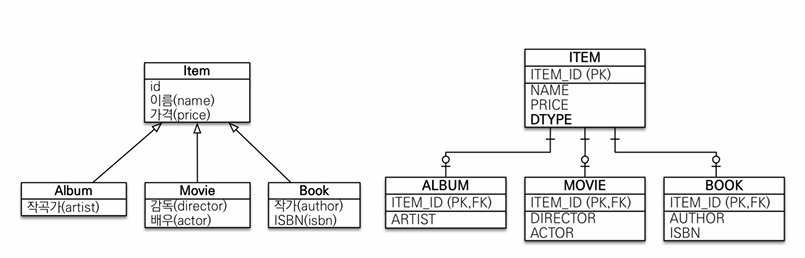 Item
id
이름(name)
가격(price)
Album
작곡가(artist)
Movie
감독(director)
배우(actor)
Book
작가(author)
ISBN(isbn)
ITEM
ITEM_ID (PK)
NAME
PRICE
DTYPE
ALBUM
ITEM_ID (PK,FK)
ARTIST
MOVIE
ITEM_ID (PK,FK)
DIRECTOR
ACTOR
BOOK
ITEM_ID (PK,FK)
AUTHOR
ISBN